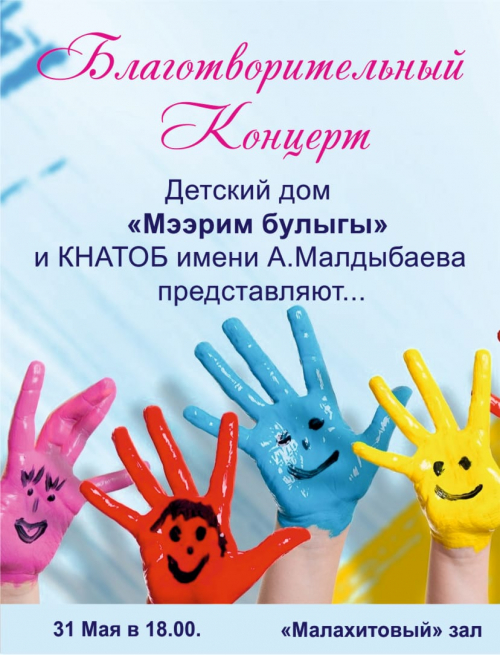 Благотворительный
Концерт
Детский дом
«Мээрим булыгы»
и КНАТОБ имени А.Малдыбаева
представляют...
31 Мая в 18.00. «Малахитовый» зал